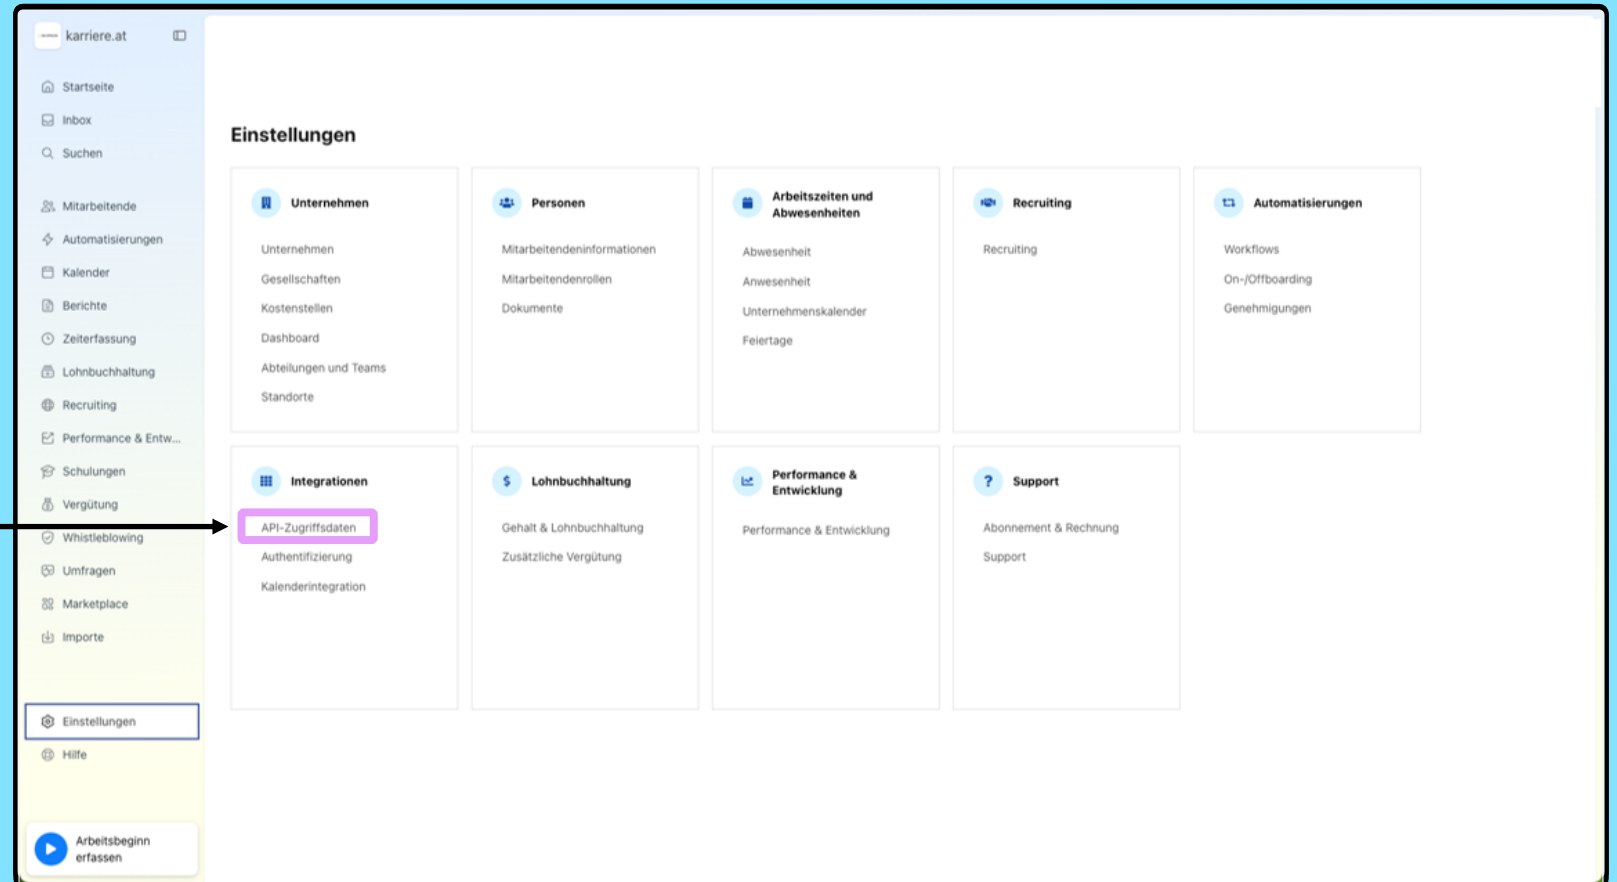 karriere.at
Startseite
Inbox
Suchen
Mitarbeitende
Automatisierungen
Kalender
Berichte
Zeiterfassung
Lohnbuchhaltung
Recruiting
Performance & Entw...
Schulungen
Vergütung
Whistleblowing
Umfragen
Marketplace
Importe
Einstellungen
Hilfe
Arbeitsbeginn
erfassen
Einstellungen
Unternehmen
Unternehmen
Gesellschaften
Kostenstellen
Dashboard
Abteilungen und Teams
Standorte
Personen
Mitarbeitendeninformationen
Mitarbeitendenrollen
Dokumente
Arbeitszeiten und
Abwesenheiten
Abwesenheit
Anwesenheit
Unternehmenskalender
Feiertage
Recruiting
Recruiting
Automatisierungen
Workflows
On-/Offboarding
Genehmigungen
Integrationen
API-Zugriffsdaten
Authentifizierung
Kalenderintegration
$ Lohnbuchhaltung
Gehalt & Lohnbuchhaltung
Zusätzliche Vergütung
Performance &
Entwicklung
Performance & Entwicklung
? Support
Abonnement & Rechnung
Support